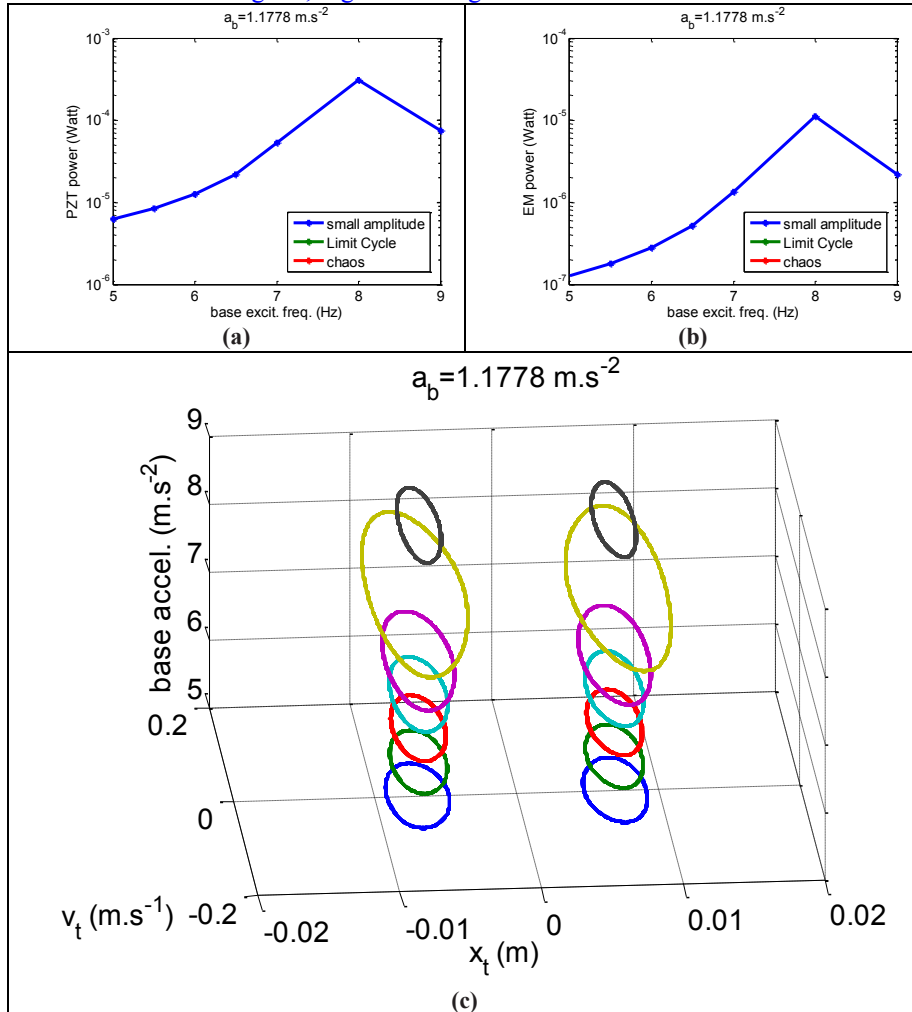 a_b=1.1778 m.s^-2
10^-3
10^-4
10^-5
10^-6
PZT power (Watt)
small amplitude
Limit Cycle
chaos
5 6 7 8 9
base excit. freq. (Hz)
(a)
a_b=1.1778 m.s^-2
10^-4
10^-5
10^-6
10^-7
EM power (Watt)
small amplitude
Limit Cycle
chaos
5 6 7 8 9
base excit. freq. (Hz)
(b)
a_b=1.1778 m.s^-2
9
8
7
6
5
base accel. (m.s^-2)
0.2
0
-0.2
v_t (m.s^-1)
-0.02 -0.01 0 0.01 0.02
x_t (m)
(c)